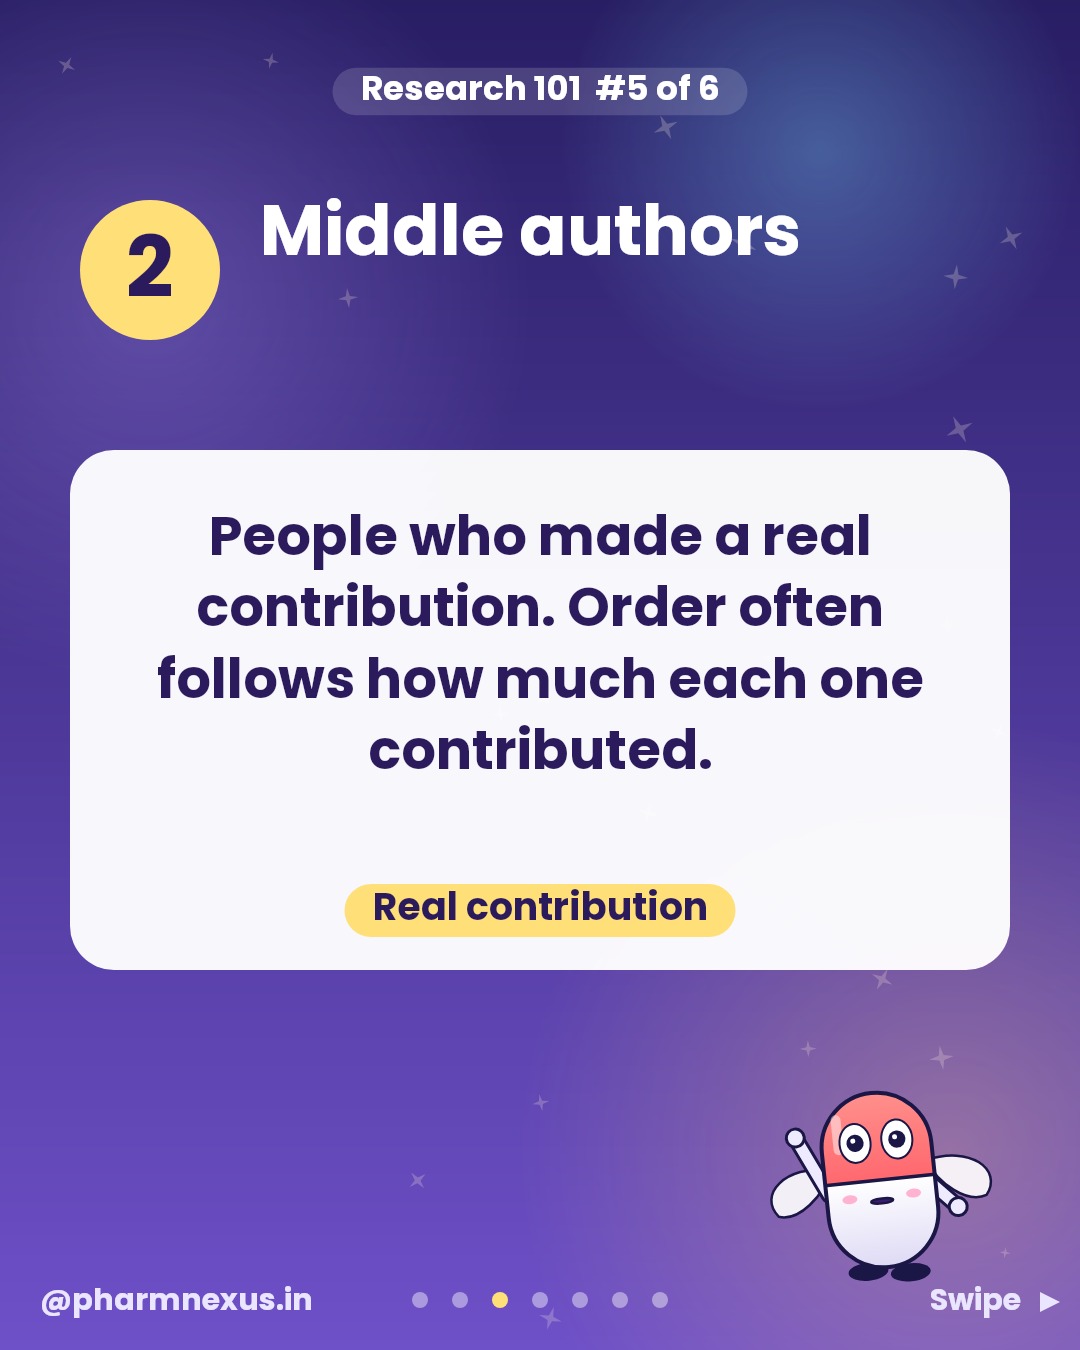 Research 101 #5 of 6
2
Middle authors
People who made a real
contribution. Order often
follows how much each one
contributed.
Real contribution
@pharmnexus.in
Swipe ▶